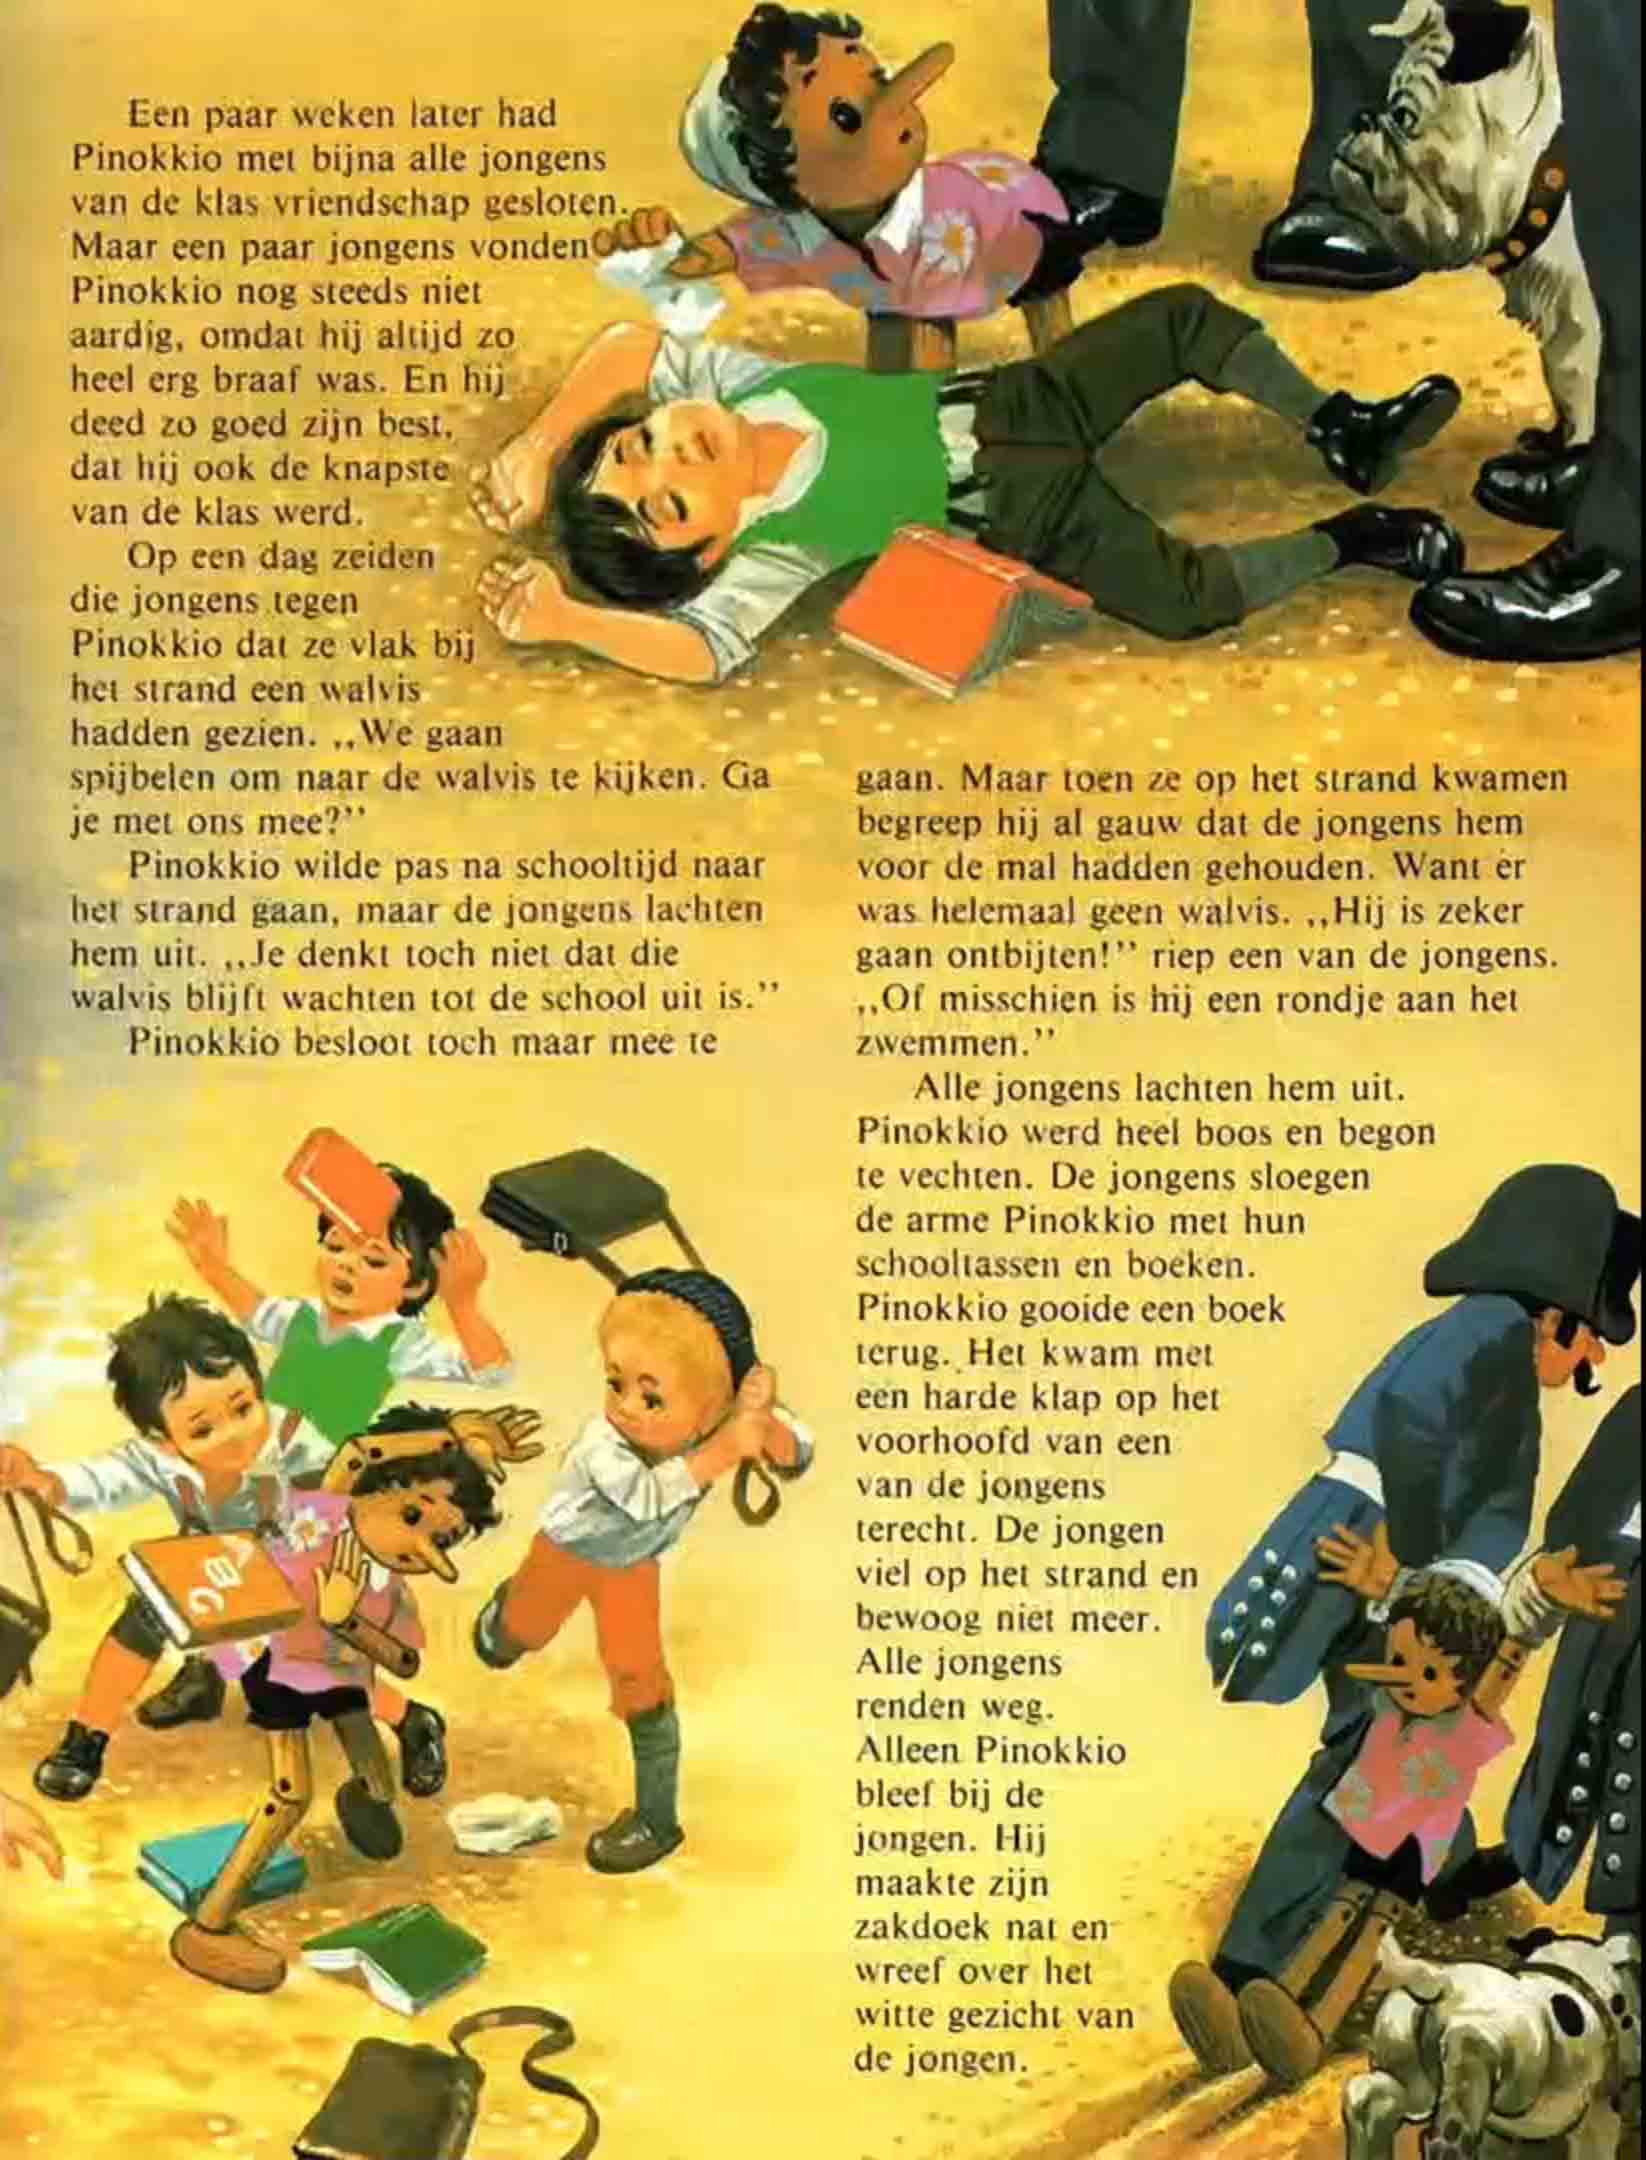 Een paar weken later had
Pinokkio met bijna alle jongens
van de klas vriendschap gesloten.
Maar een paar jongens vonden
Pinokkio nog steeds niet
aardig, omdat hij altijd zo
heel erg braaf was. En hij
deed zo goed zijn best,
dat hij ook de knapste
van de klas werd.
Op een dag zeiden
die jongens tegen
Pinokkio dat ze vlak bij
het strand een walvis
hadden gezien. ,,We gaan
spijbelen om naar de walvis te kijken. Ga
je met ons mee?’’
Pinokkio wilde pas na schooltijd naar
het strand gaan, maar de jongens lachten
hem uit. ,,Je denkt toch niet dat die
walvis blijft wachten tot de school uit is.’’
Pinokkio besloot toch maar mee te
gaan. Maar toen ze op het strand kwamen
begreep hij al gauw dat de jongens hem
voor de mal hadden gehouden. Want er
was helemaal geen walvis. ,,Hij is zeker
gaan ontbijten!’’ riep een van de jongens.
,,Of misschien is hij een rondje aan het
zwemmen.’’
Alle jongens lachten hem uit.
Pinokkio werd heel boos en begon
te vechten. De jongens sloegen
de arme Pinokkio met hun
schooltassen en boeken.
Pinokkio gooide een boek
terug. Het kwam met
een harde klap op het
voorhoofd van een
van de jongens
terecht. De jongen
viel op het strand en
bewoog niet meer.
Alle jongens
renden weg.
Alleen Pinokkio
bleef bij de
jongen. Hij
maakte zijn
zakdoek nat en
wreef over het
witte gezicht van
de jongen.
ABC